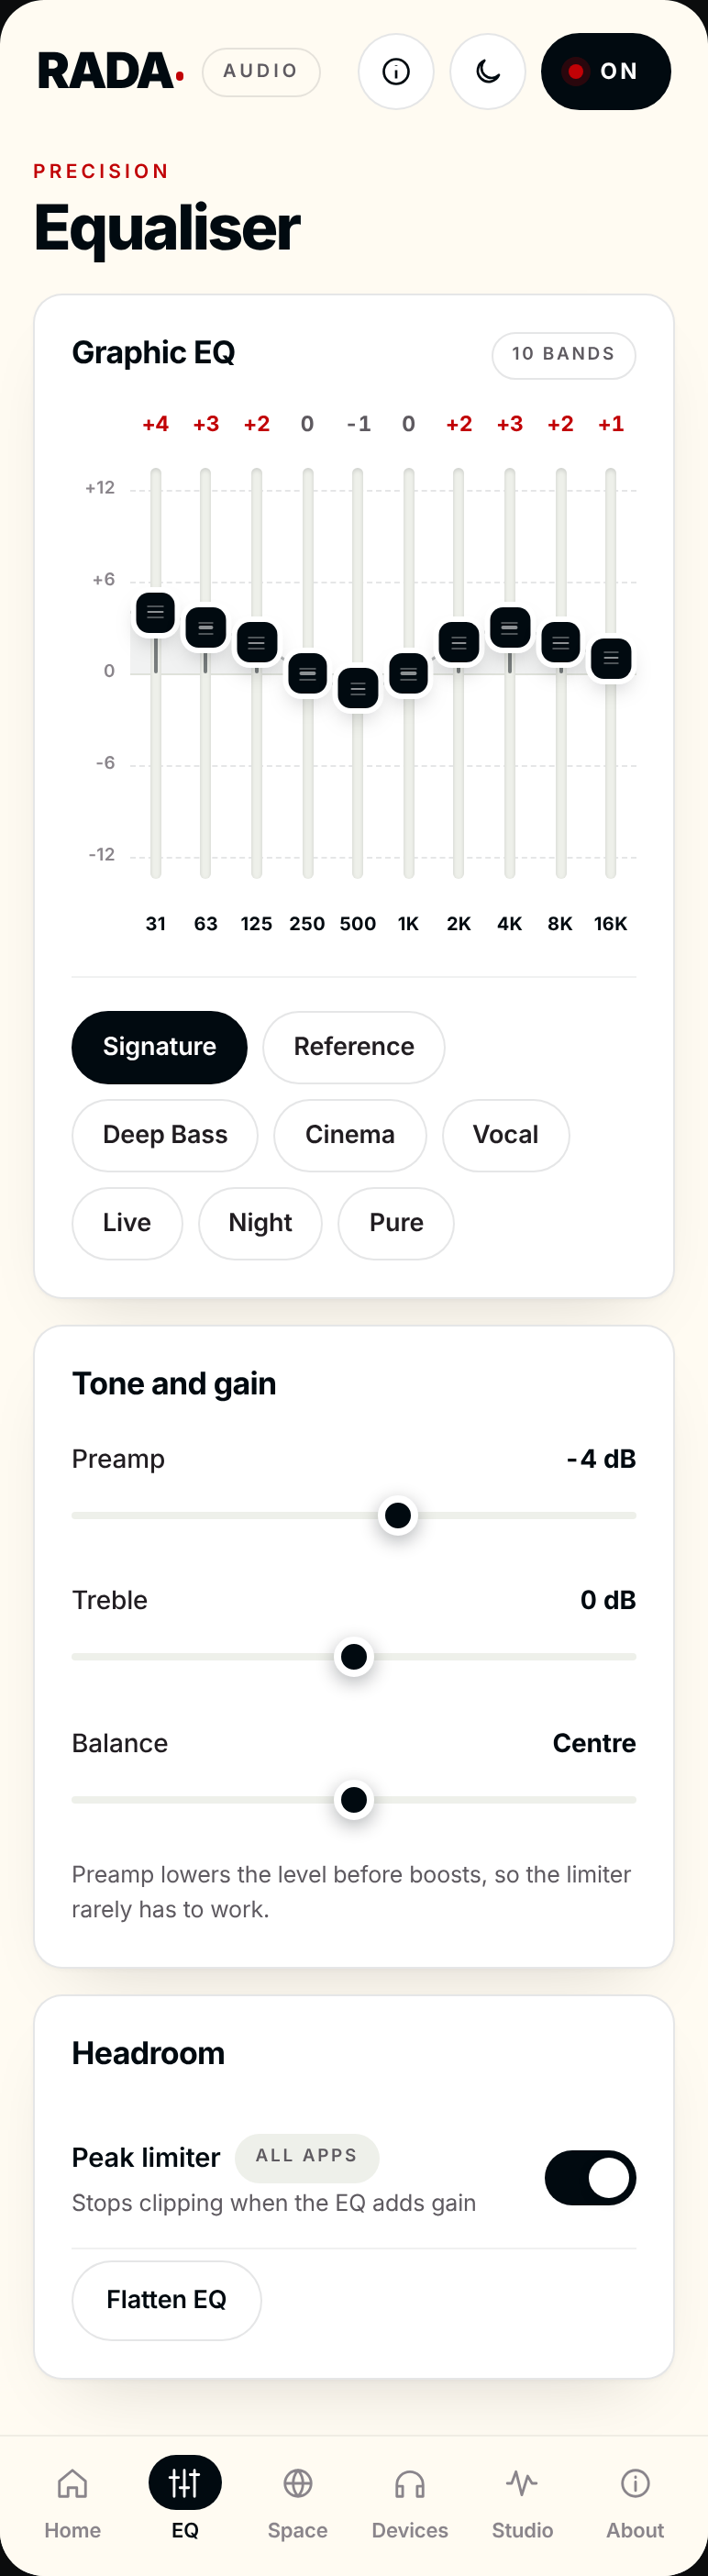 RADA. AUDIO ON
PRECISION
Equaliser
Graphic EQ 10 BANDS
+4 +3 +2 0 -1 0 +2 +3 +2 +1
+12
+6
0
-6
-12
31 63 125 250 500 1K 2K 4K 8K 16K
Signature Reference
Deep Bass Cinema Vocal
Live Night Pure
Tone and gain
Preamp -4 dB
Treble 0 dB
Balance Centre
Preamp lowers the level before boosts, so the limiter
rarely has to work.
Headroom
Peak limiter ALL APPS
Stops clipping when the EQ adds gain
Flatten EQ
Home EQ Space Devices Studio About